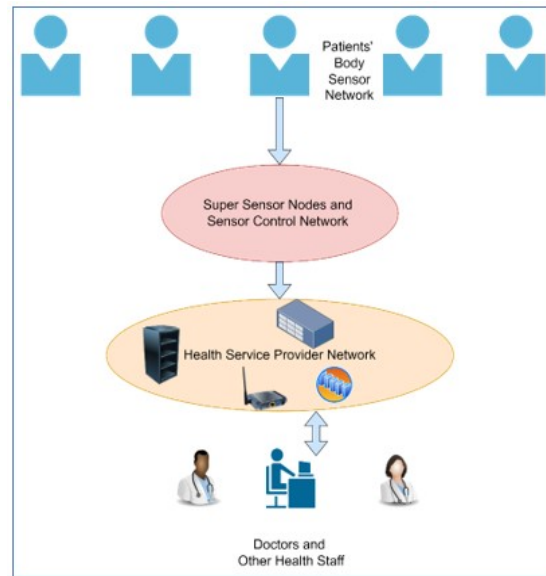 Patients'
Body
Sensor
Network
Super Sensor Nodes and
Sensor Control Network
Health Service Provider Network
Doctors and
Other Health Staff